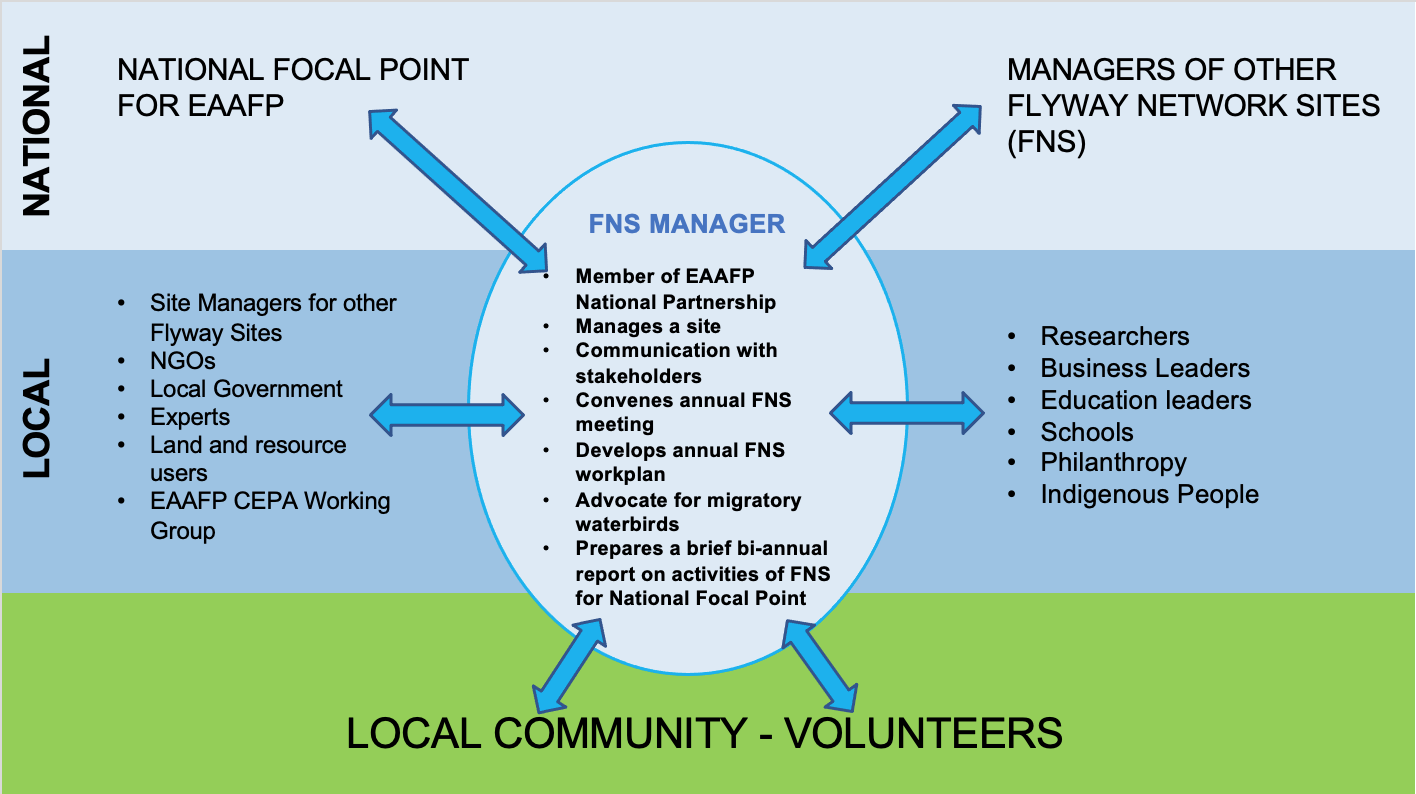 NATIONAL
NATIONAL FOCAL POINT
FOR EAAFP
MANAGERS OF OTHER
FLYWAY NETWORK SITES
(FNS)
FNS MANAGER
• Member of EAAFP
National Partnership
• Manages a site
• Communication with
stakeholders
• Convenes annual FNS
meeting
• Develops annual FNS
workplan
• Advocate for migratory
waterbirds
• Prepares a brief bi-annual
report on activities of FNS
for National Focal Point
LOCAL
• Site Managers for other
Flyway Sites
• NGOs
• Local Government
• Experts
• Land and resource
users
• EAAFP CEPA Working
Group
• Researchers
• Business Leaders
• Education leaders
• Schools
• Philanthropy
• Indigenous People
LOCAL COMMUNITY - VOLUNTEERS